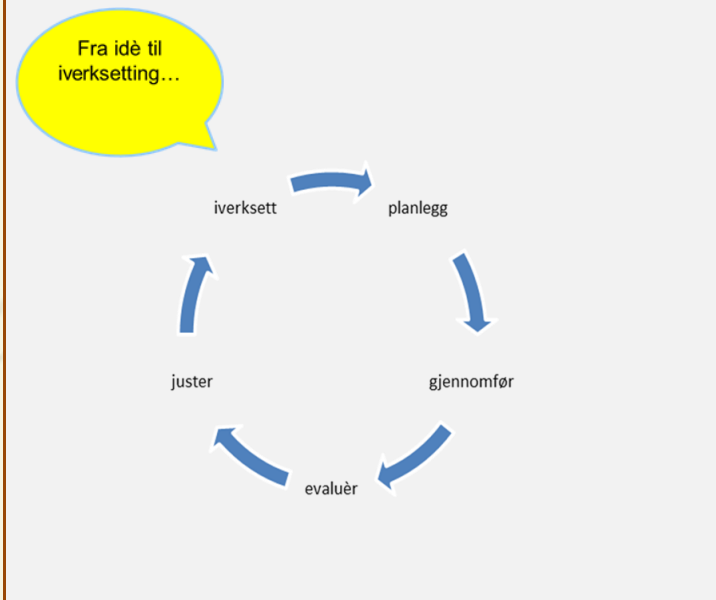 Fra idè til
iverksetting…
iverksett
planlegg
juster
gjennomfør
evaluèr